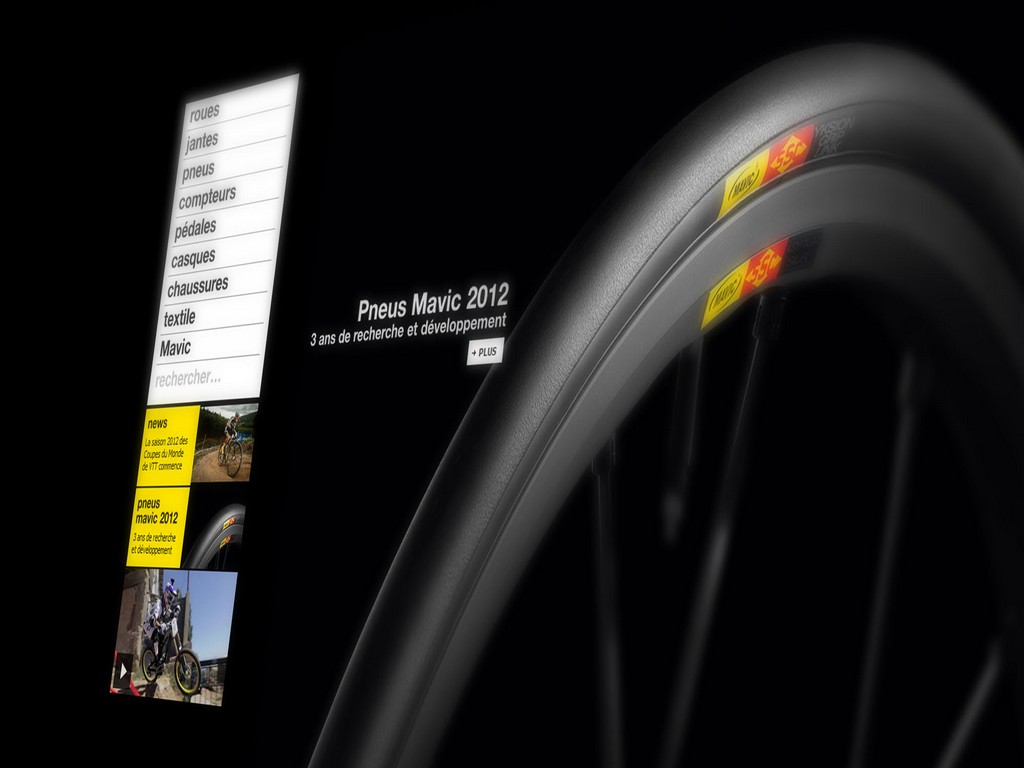 roues
jantes
pneus
compteurs
pédales
casques
chaussures
textile
Mavic
rechercher...
news
La saison 2012 des
Coupes du Monde
de VTT commence
pneus
mavic 2012
3 ans de recherche
et développement
Pneus Mavic 2012
3 ans de recherche et développement
+ PLUS
MAVIC SSC
MAVIC SSC